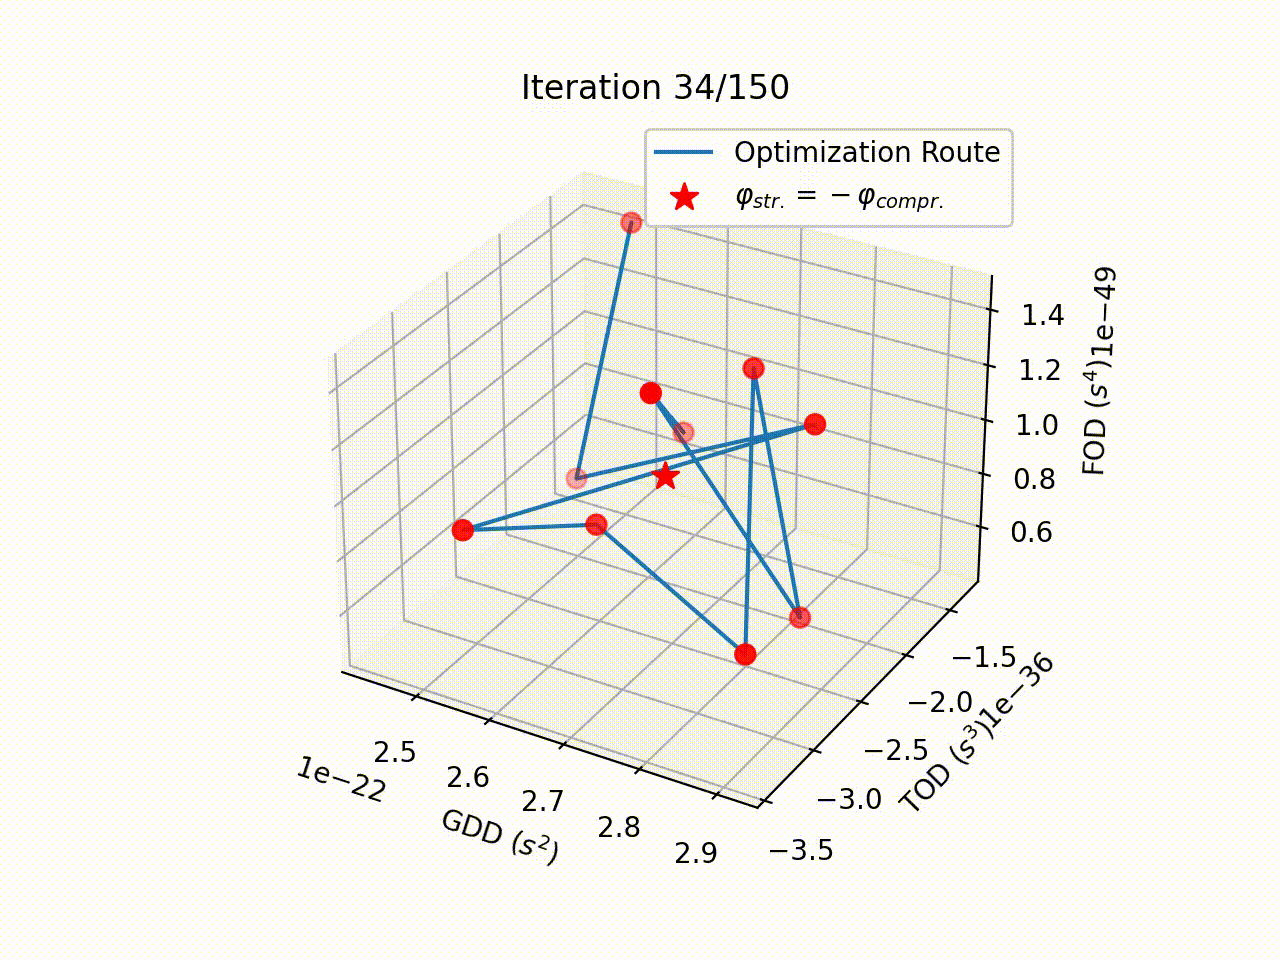 Iteration 34/150
Optimization Route
φstr. = −φcompr.
1.4
1.2
1.0
0.8
0.6
FOD (s⁴)1e−49
−1.5
−2.0
−2.5
−3.0
−3.5
TOD (s³)1e−36
2.5
2.6
2.7
2.8
2.9
1e−22
GDD (s²)